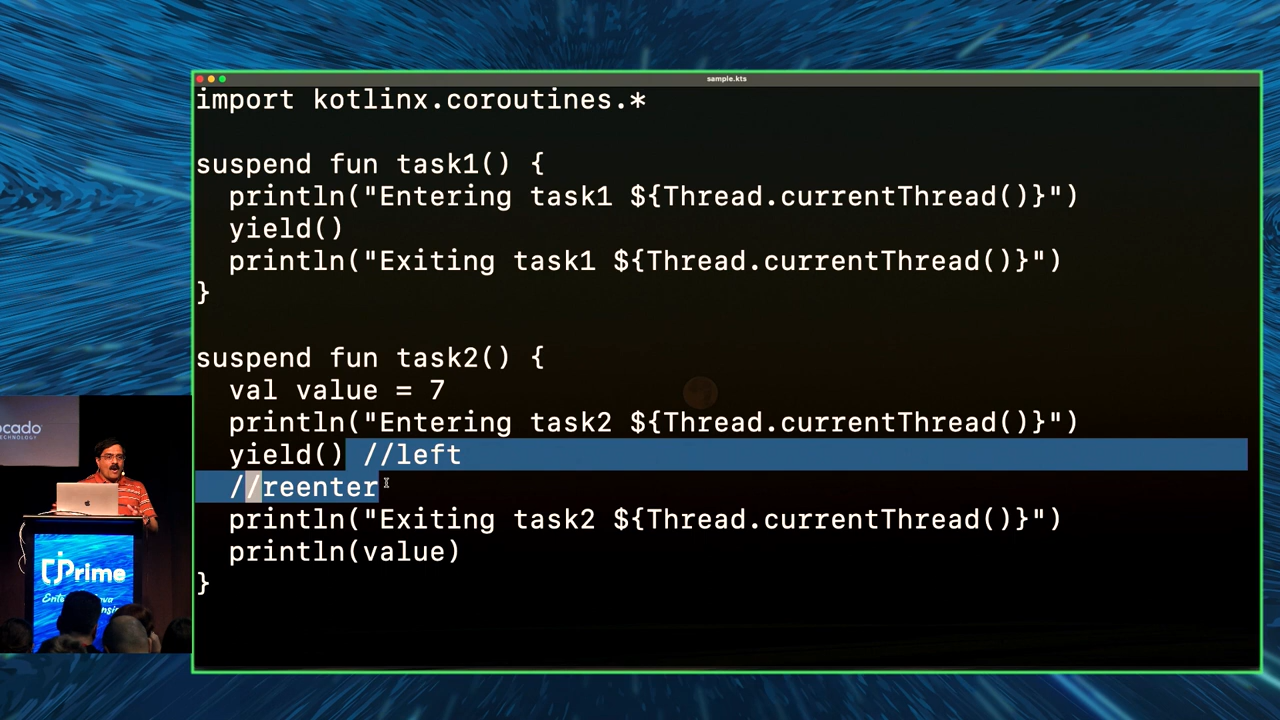 sample.kts
import kotlinx.coroutines.*
suspend fun task1() {
  println("Entering task1 ${Thread.currentThread()}")
  yield()
  println("Exiting task1 ${Thread.currentThread()}")
}
suspend fun task2() {
  val value = 7
  println("Entering task2 ${Thread.currentThread()}")
  yield() //left
  //reenter
  println("Exiting task2 ${Thread.currentThread()}")
  println(value)
}
Prime